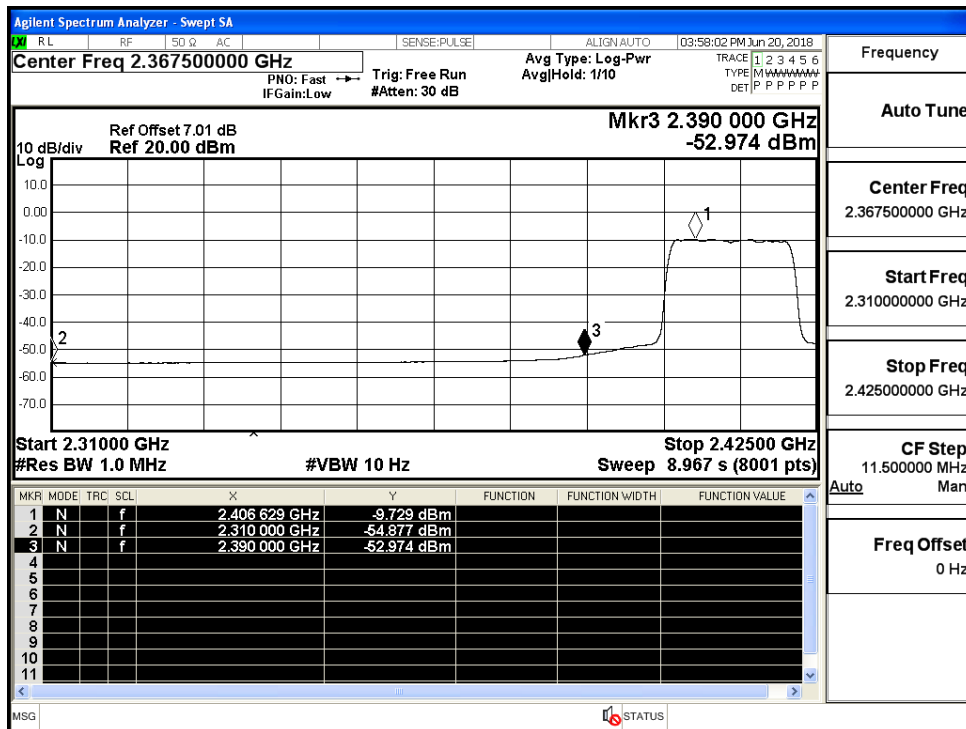 Agilent Spectrum Analyzer - Swept SA
LXI RL RF 50 Ω AC SENSE:PULSE ALIGN AUTO 03:58:02 PM Jun 20, 2018
Center Freq 2.367500000 GHz
PNO: Fast
IFGain:Low
Trig: Free Run
#Atten: 30 dB
Avg Type: Log-Pwr
Avg|Hold: 1/10
TRACE 1 2 3 4 5 6
TYPE M WWWWW
DET P P P P P P
Ref Offset 7.01 dB
10 dB/div Ref 20.00 dBm
Log
Mkr3 2.390 000 GHz
-52.974 dBm
10.0
0.00
-10.0
-20.0
-30.0
-40.0
-50.0
-60.0
-70.0
1
2
3
Start 2.31000 GHz Stop 2.42500 GHz
#Res BW 1.0 MHz #VBW 10 Hz Sweep 8.967 s (8001 pts)
MKR MODE TRC SCL X Y FUNCTION FUNCTION WIDTH FUNCTION VALUE
1 N f 2.406 629 GHz -9.729 dBm
2 N f 2.310 000 GHz -54.877 dBm
3 N f 2.390 000 GHz -52.974 dBm
4
5
6
7
8
9
10
11
MSG STATUS
Frequency
Auto Tune
Center Freq
2.367500000 GHz
Start Freq
2.310000000 GHz
Stop Freq
2.425000000 GHz
CF Step
11.500000 MHz
Auto Man
Freq Offset
0 Hz